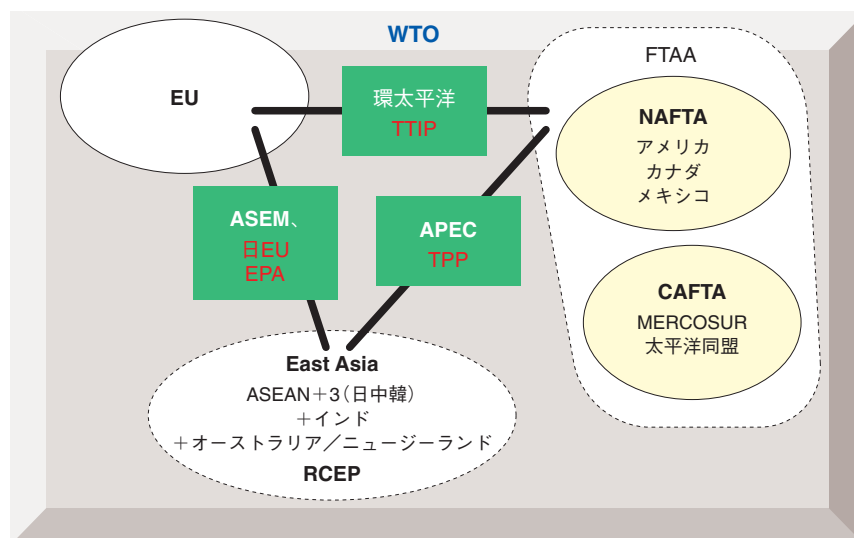 WTO
EU
環太平洋
TTIP
FTAA
NAFTA
アメリカ
カナダ
メキシコ
ASEM、
日EU
EPA
APEC
TPP
CAFTA
MERCOSUR
太平洋同盟
East Asia
ASEAN＋3（日中韓）
＋インド
＋オーストラリア／ニュージーランド
RCEP